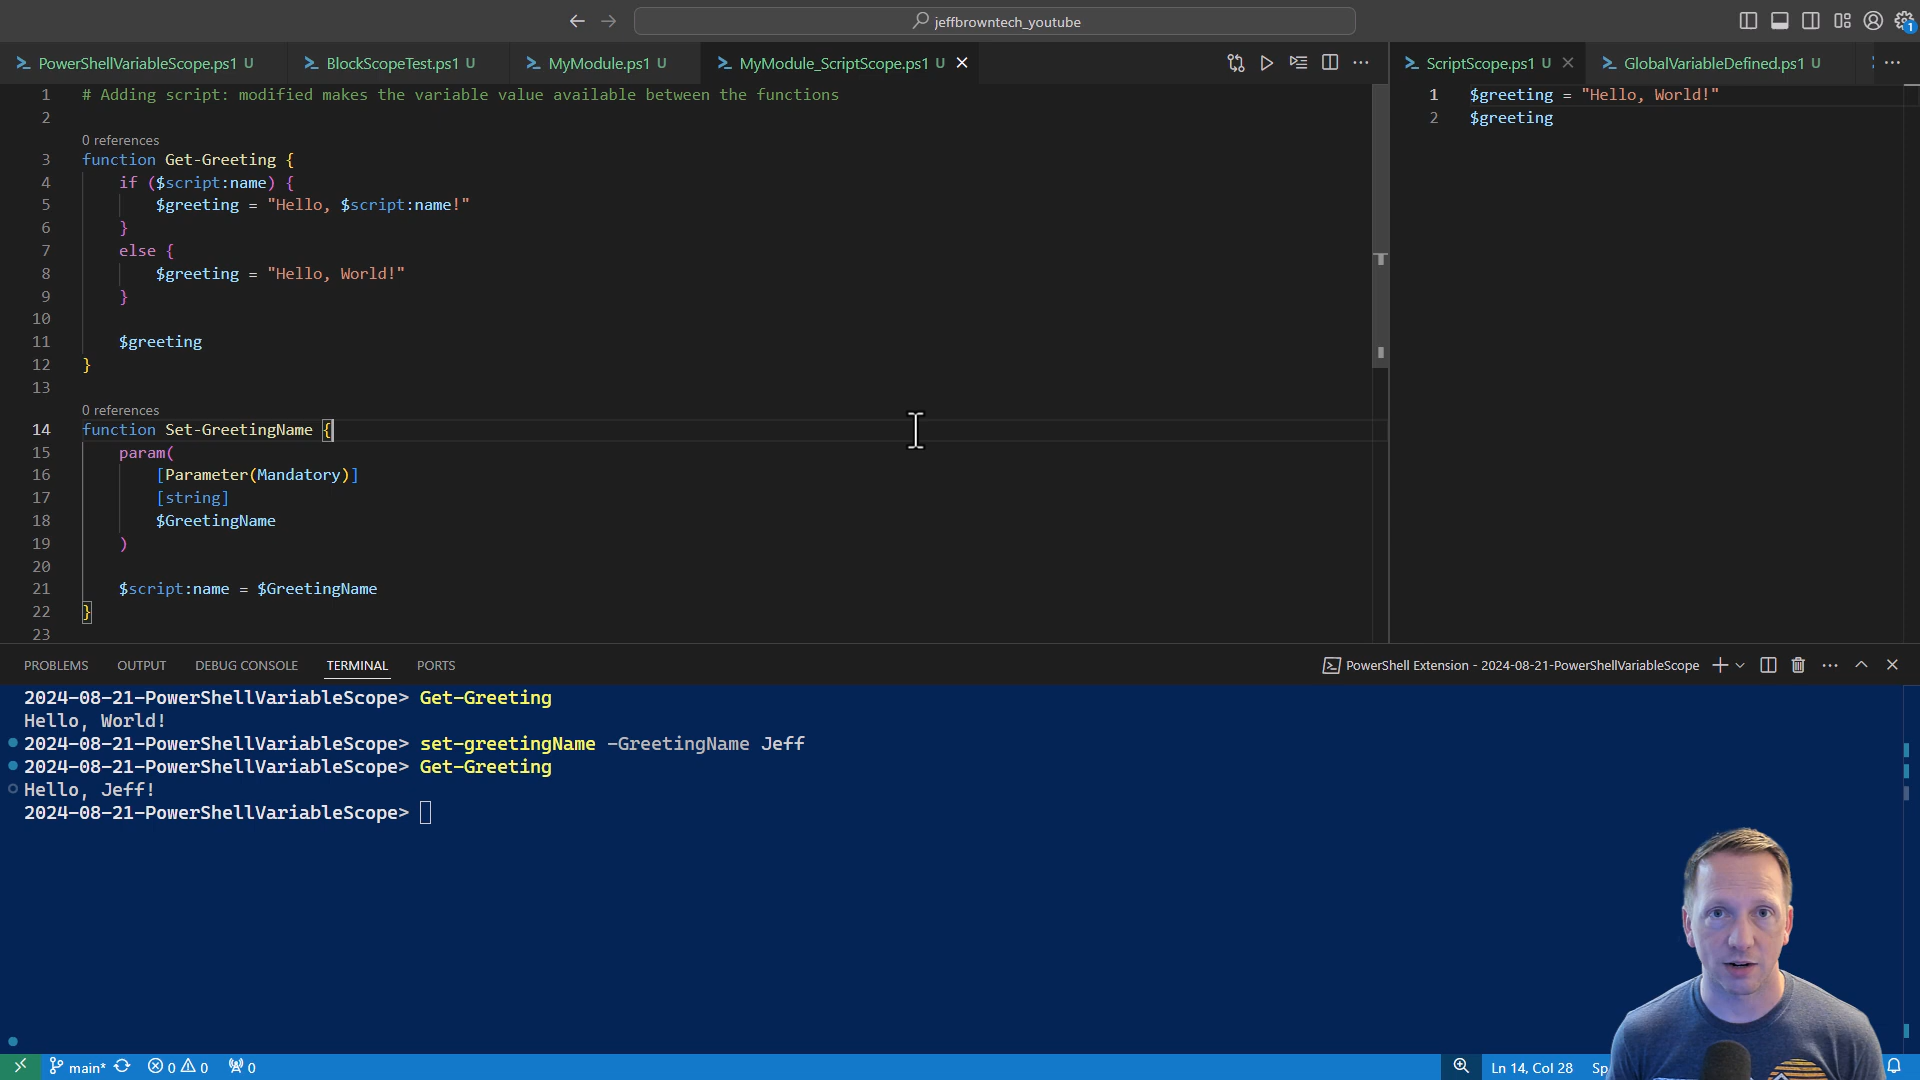 jeffbrowntech_youtube
1
PowerShellVariableScope.ps1 U
BlockScopeTest.ps1 U
MyModule.ps1 U
MyModule_ScriptScope.ps1 U
ScriptScope.ps1 U
GlobalVariableDefined.ps1 U
1 # Adding script: modified makes the variable value available between the functions
2
0 references
3 function Get-Greeting {
4 if ($script:name) {
5 $greeting = "Hello, $script:name!"
6 }
7 else {
8 $greeting = "Hello, World!"
9 }
10
11 $greeting
12 }
13
0 references
14 function Set-GreetingName {
15 param(
16 [Parameter(Mandatory)]
17 [string]
18 $GreetingName
19 )
20
21 $script:name = $GreetingName
22 }
23
1 $greeting = "Hello, World!"
2 $greeting
PROBLEMS OUTPUT DEBUG CONSOLE TERMINAL PORTS
PowerShell Extension - 2024-08-21-PowerShellVariableScope
2024-08-21-PowerShellVariableScope> Get-Greeting
Hello, World!
2024-08-21-PowerShellVariableScope> set-greetingName -GreetingName Jeff
2024-08-21-PowerShellVariableScope> Get-Greeting
Hello, Jeff!
2024-08-21-PowerShellVariableScope>
main* 0 0 0
Ln 14, Col 28 Sp